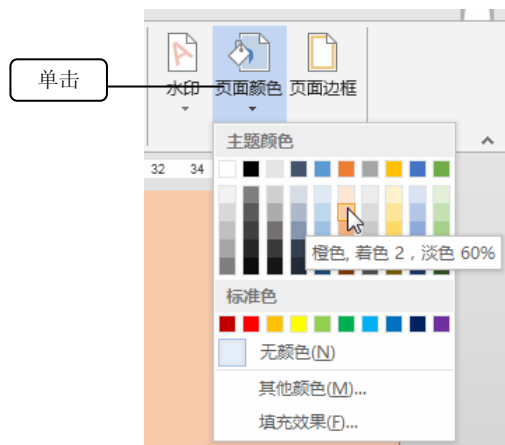 单击
水印 页面颜色 页面边框
主题颜色
32 34
橙色, 着色 2，淡色 60%
标准色
无颜色(N)
其他颜色(M)...
填充效果(F)...